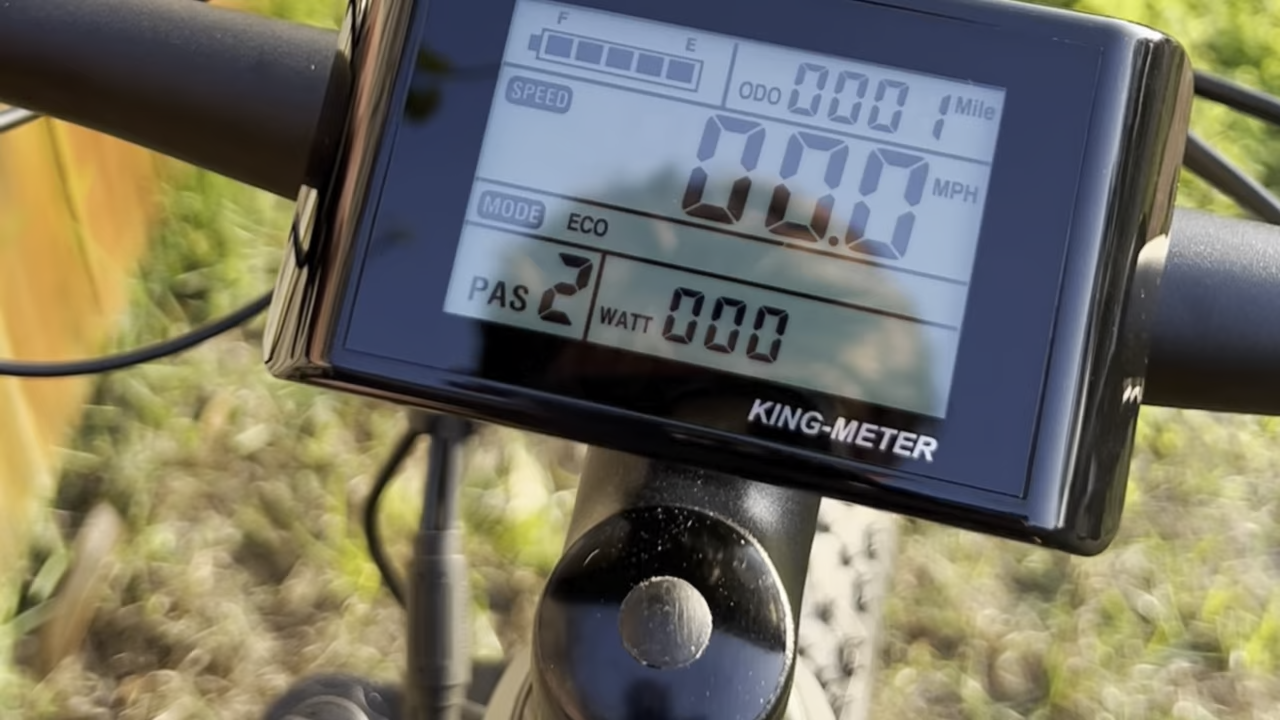 F E
ODO 0001 Mile
SPEED
00.0 MPH
MODE ECO
PAS 2 WATT 000
KING-METER